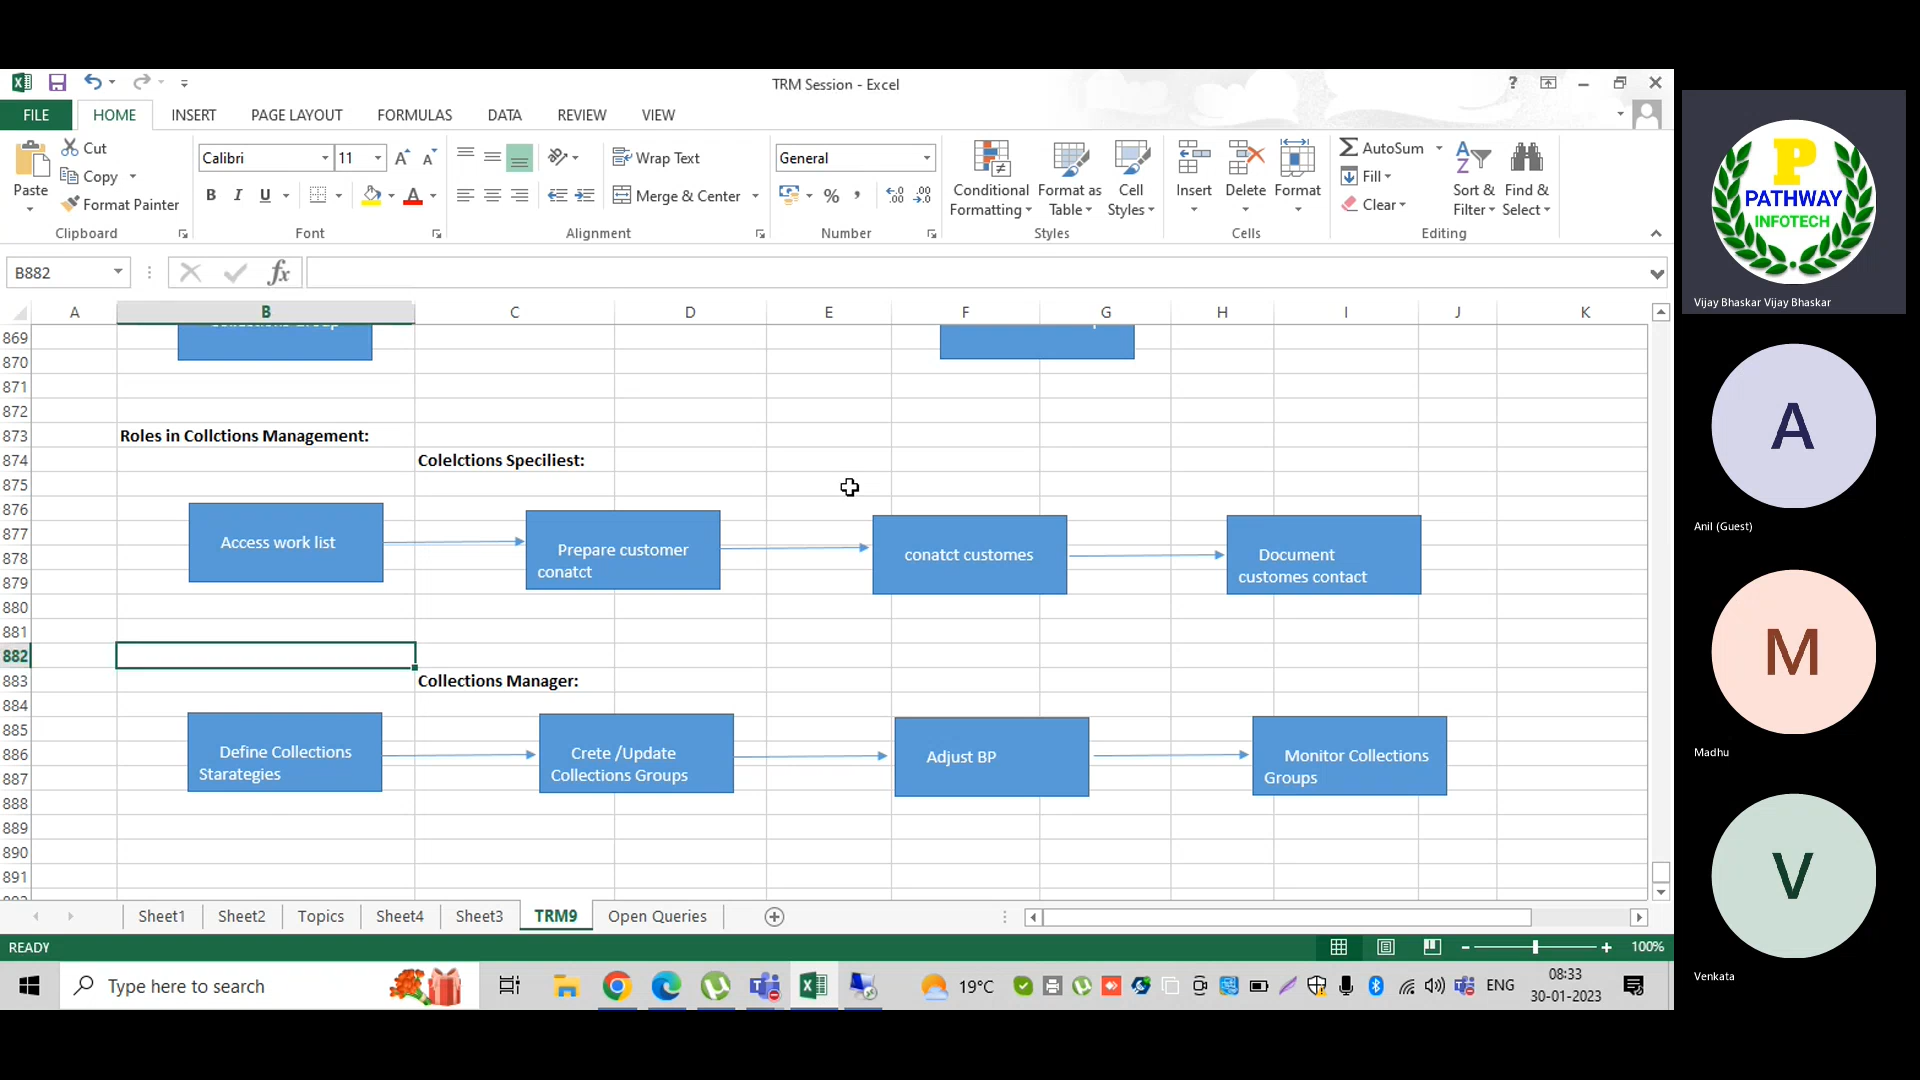 TRM Session - Excel
?
FILE
HOME
INSERT
PAGE LAYOUT
FORMULAS
DATA
REVIEW
VIEW
Paste
Cut
Copy
Format Painter
Clipboard
Calibri
11
B I U
Font
Wrap Text
Merge & Center
Alignment
General
% ,
Number
Conditional
Formatting
Format as
Table
Cell
Styles
Styles
Insert
Delete
Format
Cells
AutoSum
Fill
Clear
Sort &
Filter
Find &
Select
Editing
B882
fx
A B C D E F G H I J K
869
870
871
872
873
874
875
876
877
878
879
880
881
882
883
884
885
886
887
888
889
890
891
Roles in Collctions Management:
Colelctions Speciliest:
Access work list
Prepare customer
conatct
conatct customes
Document
customes contact
Collections Manager:
Define Collections
Starategies
Crete /Update
Collections Groups
Adjust BP
Monitor Collections
Groups
Sheet1
Sheet2
Topics
Sheet4
Sheet3
TRM9
Open Queries
READY
100%
Type here to search
19°C
ENG
08:33
30-01-2023
P
PATHWAY
INFOTECH
Vijay Bhaskar Vijay Bhaskar
A
Anil (Guest)
M
Madhu
V
Venkata